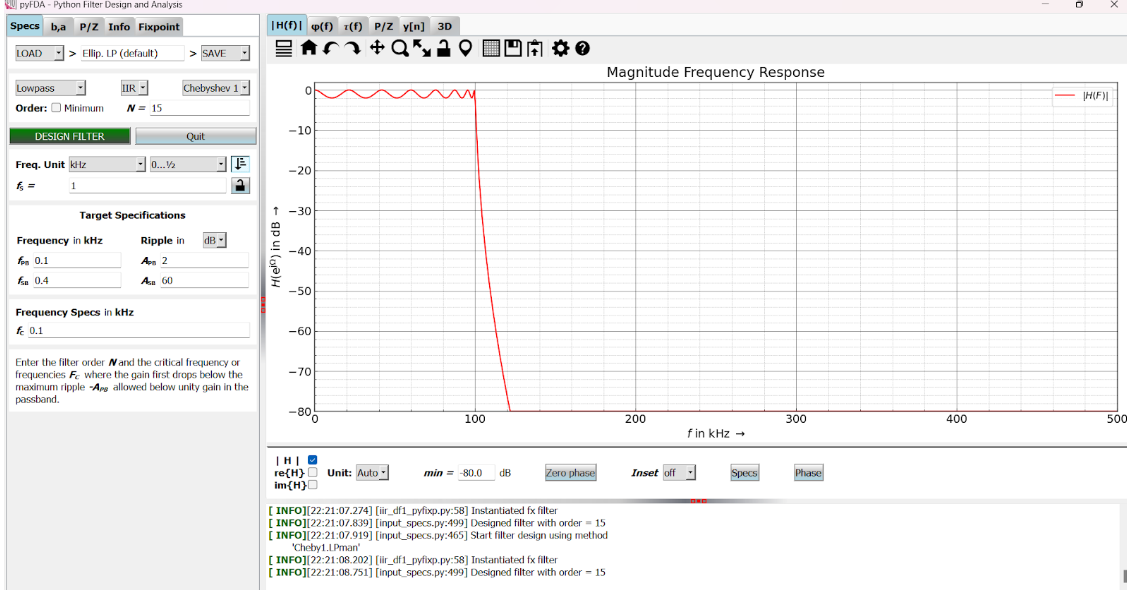 pyFDA - Python Filter Design and Analysis
Specs b,a P/Z Info Fixpoint
LOAD > Ellip. LP (default) > SAVE
Lowpass IIR Chebyshev 1
Order: Minimum N = 15
DESIGN FILTER Quit
Freq. Unit kHz 0...½
fS = 1
Target Specifications
Frequency in kHz Ripple in dB
fPB 0.1 APB 2
fSB 0.4 ASB 60
Frequency Specs in kHz
fC 0.1
Enter the filter order N and the critical frequency or
frequencies FC where the gain first drops below the
maximum ripple -APB allowed below unity gain in the
passband.
|H(f)| φ(f) τ(f) P/Z y[n] 3D
Magnitude Frequency Response
|H(F)|
H(e^jΩ) in dB →
0
−10
−20
−30
−40
−50
−60
−70
−80
0 100 200 300 400 500
f in kHz →
| H |
re{H}
im{H}
Unit: Auto min = -80.0 dB Zero phase Inset off Specs Phase
[ INFO][22:21:07.274] [iir_df1_pyfixp.py:58] Instantiated fx filter
[ INFO][22:21:07.839] [input_specs.py:499] Designed filter with order = 15
[ INFO][22:21:07.919] [input_specs.py:465] Start filter design using method
'Cheby1.LPman'
[ INFO][22:21:08.202] [iir_df1_pyfixp.py:58] Instantiated fx filter
[ INFO][22:21:08.751] [input_specs.py:499] Designed filter with order = 15